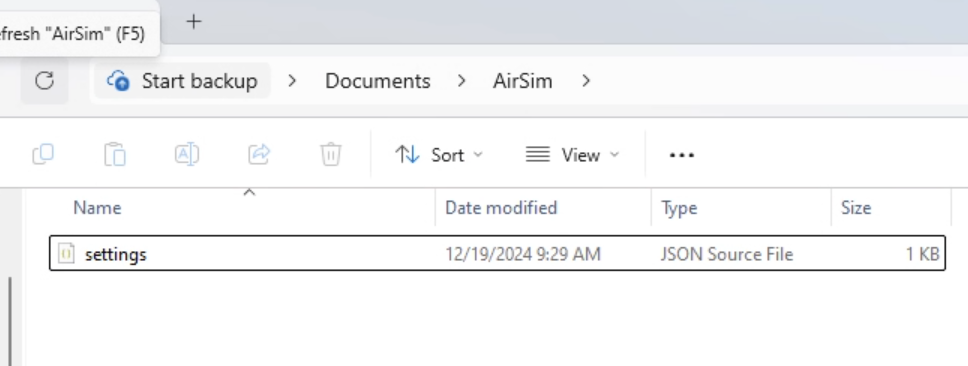 efresh "AirSim" (F5)
Start backup > Documents > AirSim >
Sort View
Name Date modified Type Size
settings 12/19/2024 9:29 AM JSON Source File 1 KB